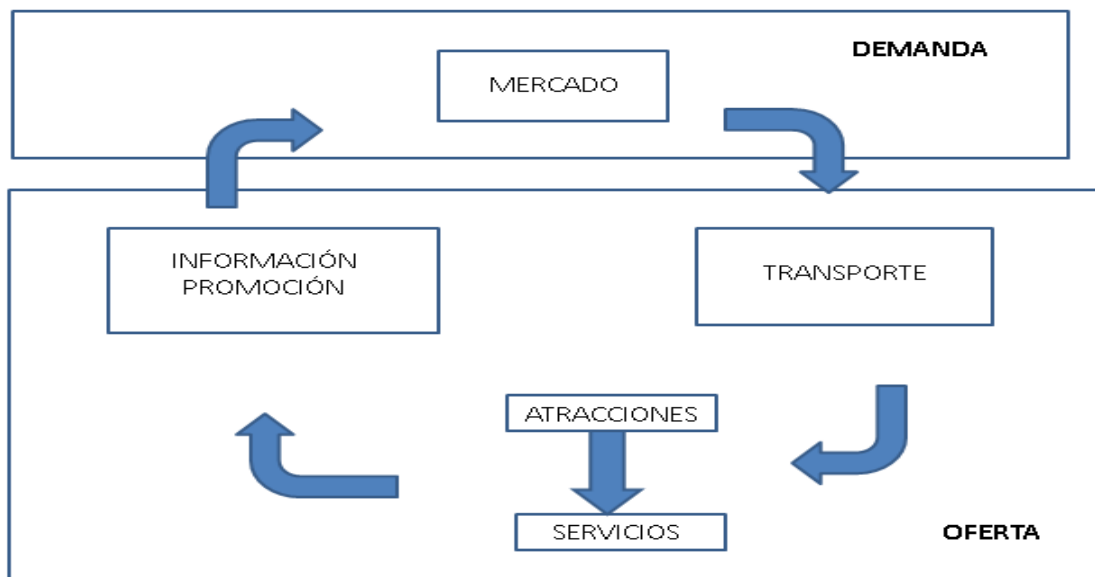 DEMANDA
MERCADO
INFORMACIÓN
PROMOCIÓN
TRANSPORTE
ATRACCIONES
SERVICIOS
OFERTA